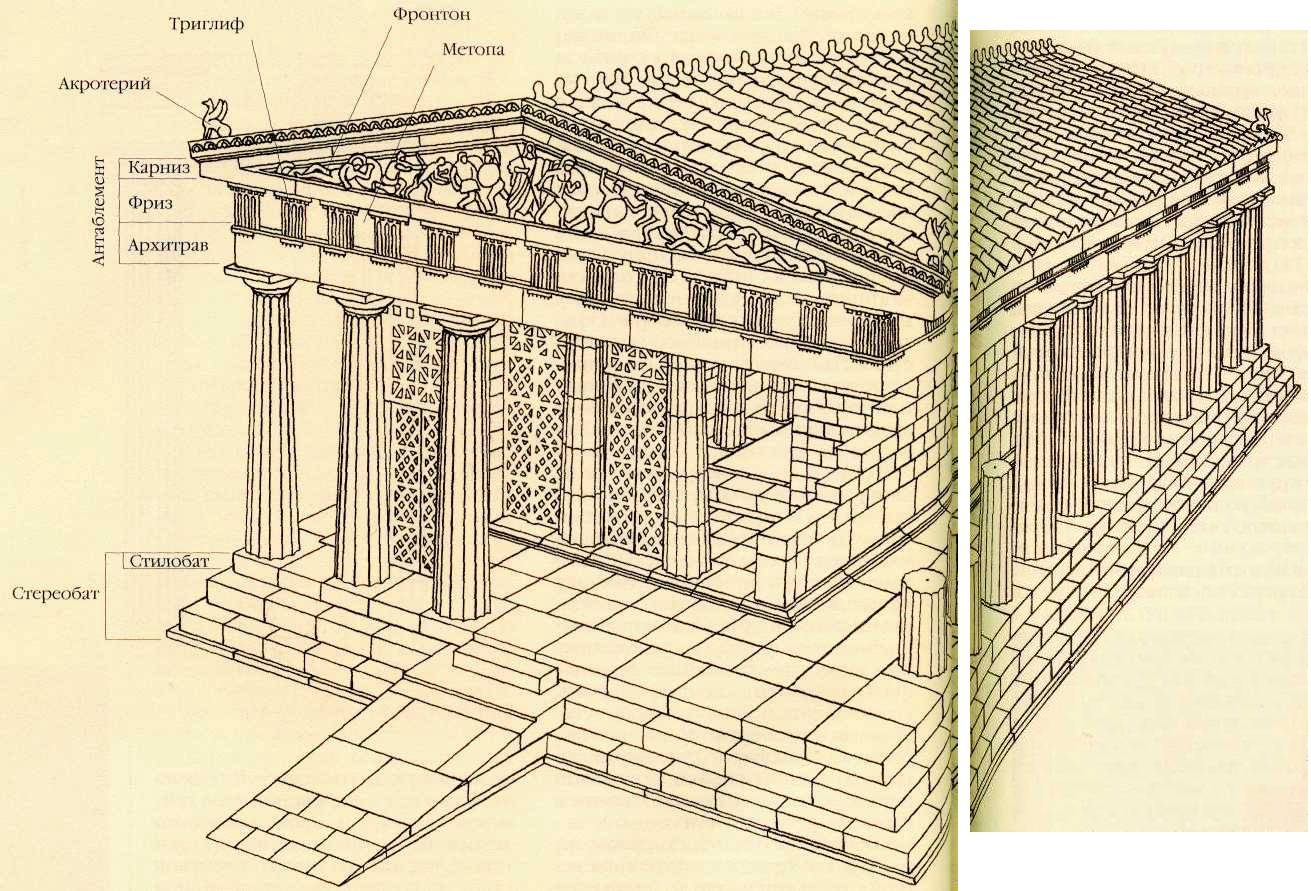 Триглиф
Фронтон
Метопа
Акротерий
Антаблемент
Карниз
Фриз
Архитрав
Стилобат
Стереобат